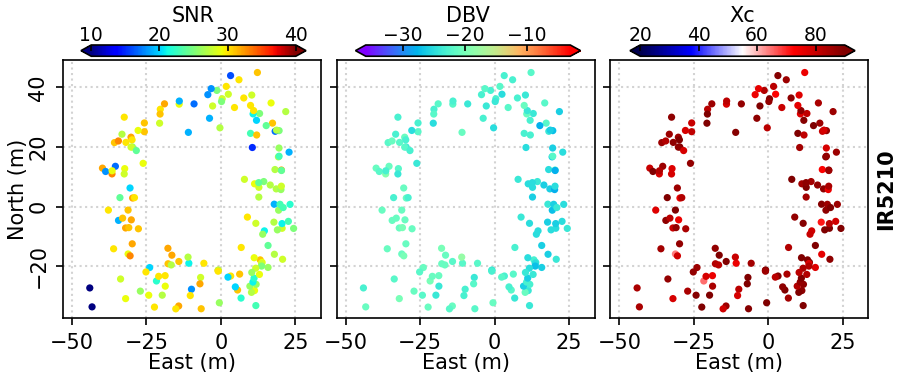 SNR DBV Xc
10 20 30 40 −30 −20 −10 20 40 60 80
40
20
0
−20
North (m)
IR5210
−50 −25 0 25 −50 −25 0 25 −50 −25 0 25
East (m) East (m) East (m)